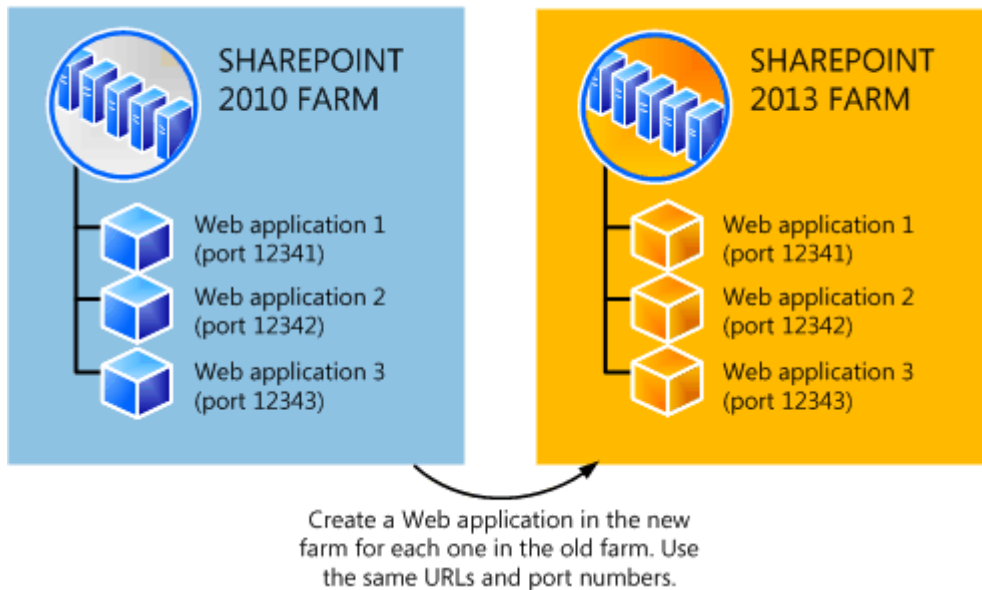 SHAREPOINT
2010 FARM
Web application 1
(port 12341)
Web application 2
(port 12342)
Web application 3
(port 12343)
SHAREPOINT
2013 FARM
Web application 1
(port 12341)
Web application 2
(port 12342)
Web application 3
(port 12343)
Create a Web application in the new
farm for each one in the old farm. Use
the same URLs and port numbers.